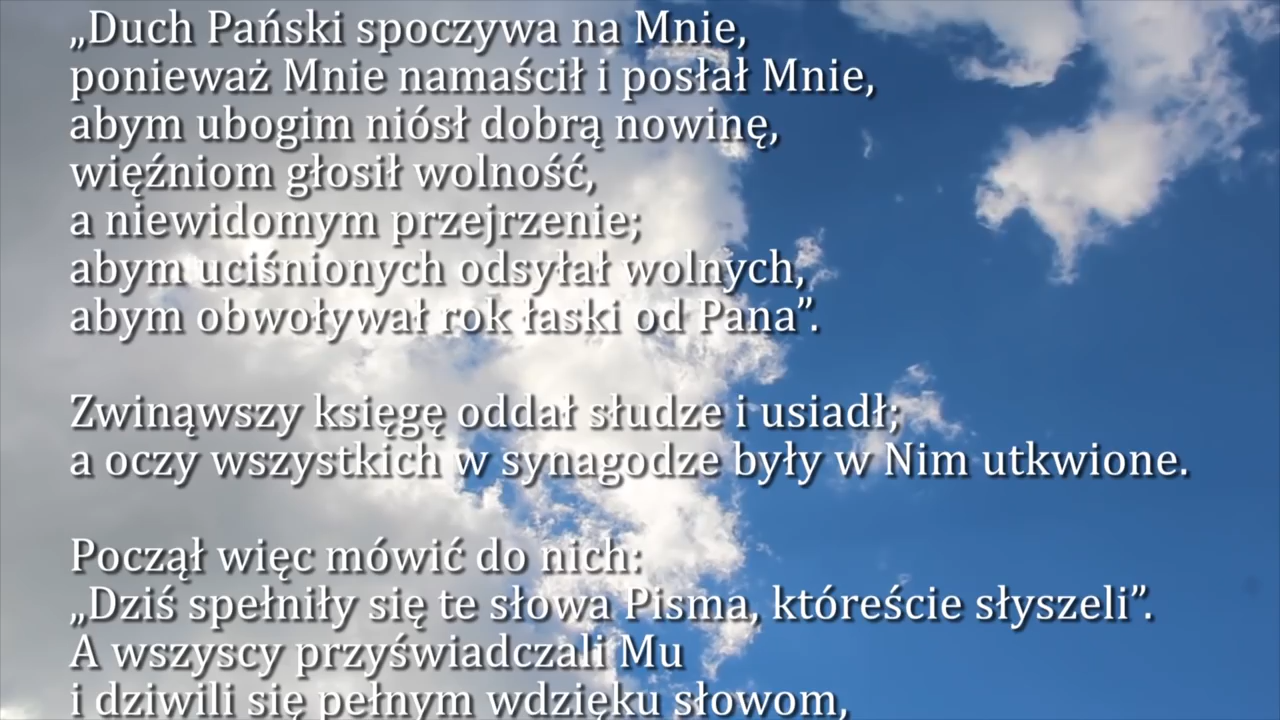 „Duch Pański spoczywa na Mnie,
ponieważ Mnie namaścił i posłał Mnie,
abym ubogim niósł dobrą nowinę,
więźniom głosił wolność,
a niewidomym przejrzenie;
abym uciśnionych odsyłał wolnych,
abym obwoływał rok łaski od Pana”.
Zwinąwszy księgę oddał słudze i usiadł;
a oczy wszystkich w synagodze były w Nim utkwione.
Począł więc mówić do nich:
„Dziś spełniły się te słowa Pisma, któreście słyszeli”.
A wszyscy przyświadczali Mu
i dziwili się pełnym wdzięku słowom,